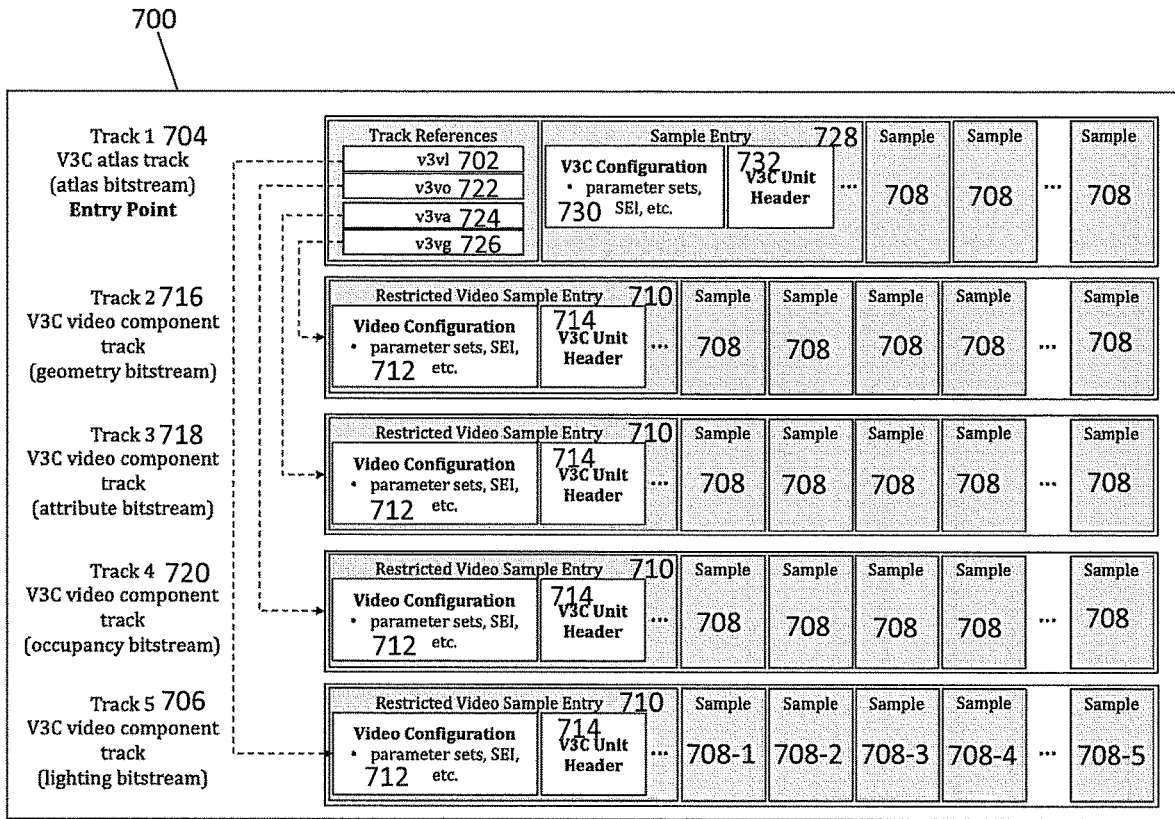 700
Track 1 704
V3C atlas track
(atlas bitstream)
Entry Point
Track References
v3vl 702
v3vo 722
v3va 724
v3vg 726
Sample Entry 728
V3C Configuration
• parameter sets,
730 SEI, etc.
732
V3C Unit
Header
...
Sample
708
Sample
708
...
Sample
708
Track 2 716
V3C video component
track
(geometry bitstream)
Restricted Video Sample Entry 710
Video Configuration
• parameter sets, SEI,
712 etc.
714
V3C Unit
Header
...
Sample
708
Sample
708
Sample
708
Sample
708
...
Sample
708
Track 3 718
V3C video component
track
(attribute bitstream)
Restricted Video Sample Entry 710
Video Configuration
• parameter sets, SEI,
712 etc.
714
V3C Unit
Header
...
Sample
708
Sample
708
Sample
708
Sample
708
...
Sample
708
Track 4 720
V3C video component
track
(occupancy bitstream)
Restricted Video Sample Entry 710
Video Configuration
• parameter sets, SEI,
712 etc.
714
V3C Unit
Header
...
Sample
708
Sample
708
Sample
708
Sample
708
...
Sample
708
Track 5 706
V3C video component
track
(lighting bitstream)
Restricted Video Sample Entry 710
Video Configuration
• parameter sets, SEI,
712 etc.
714
V3C Unit
Header
...
Sample
708-1
Sample
708-2
Sample
708-3
Sample
708-4
...
Sample
708-5